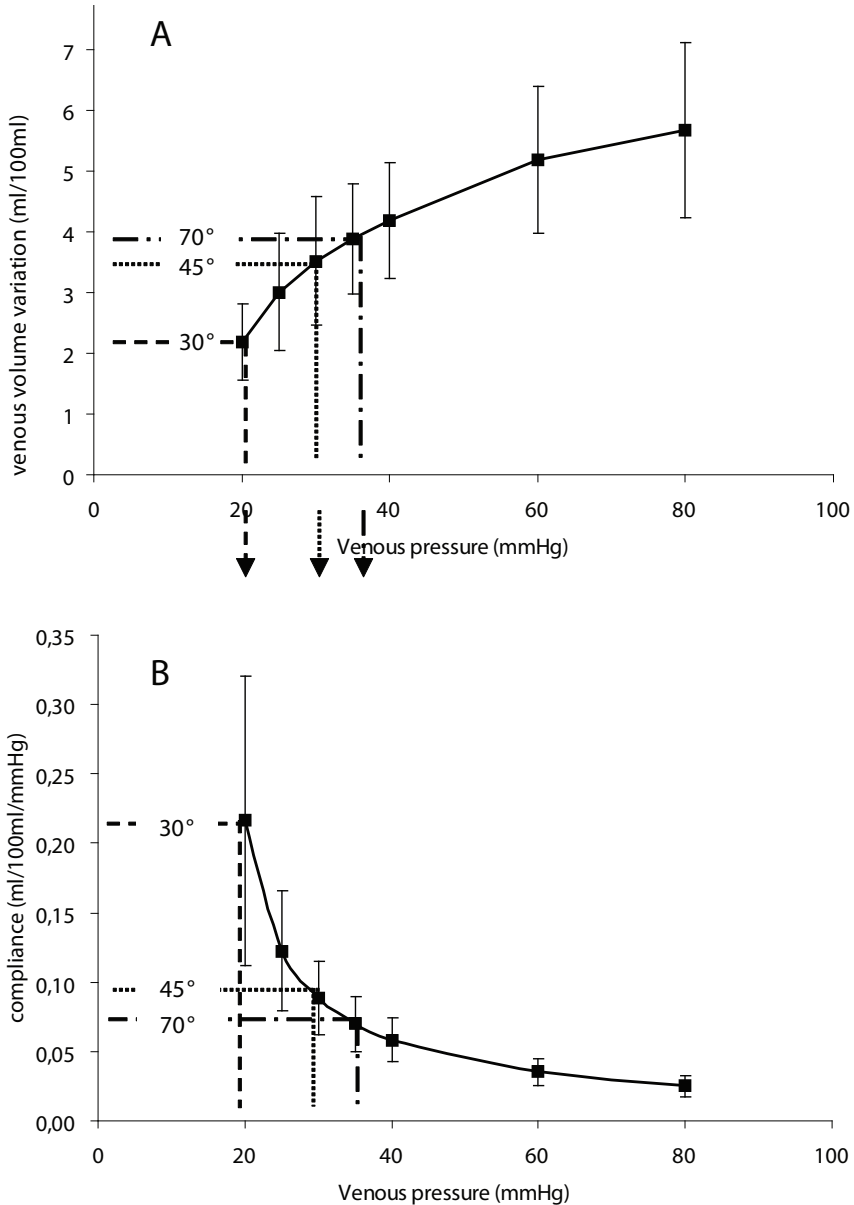 A
venous volume variation (ml/100ml)
7
6
5
4
3
2
1
0
70°
45°
30°
0 20 40 60 80 100
Venous pressure (mmHg)
B
compliance (ml/100ml/mmHg)
0,35
0,30
0,25
0,20
0,15
0,10
0,05
0,00
30°
45°
70°
0 20 40 60 80 100
Venous pressure (mmHg)